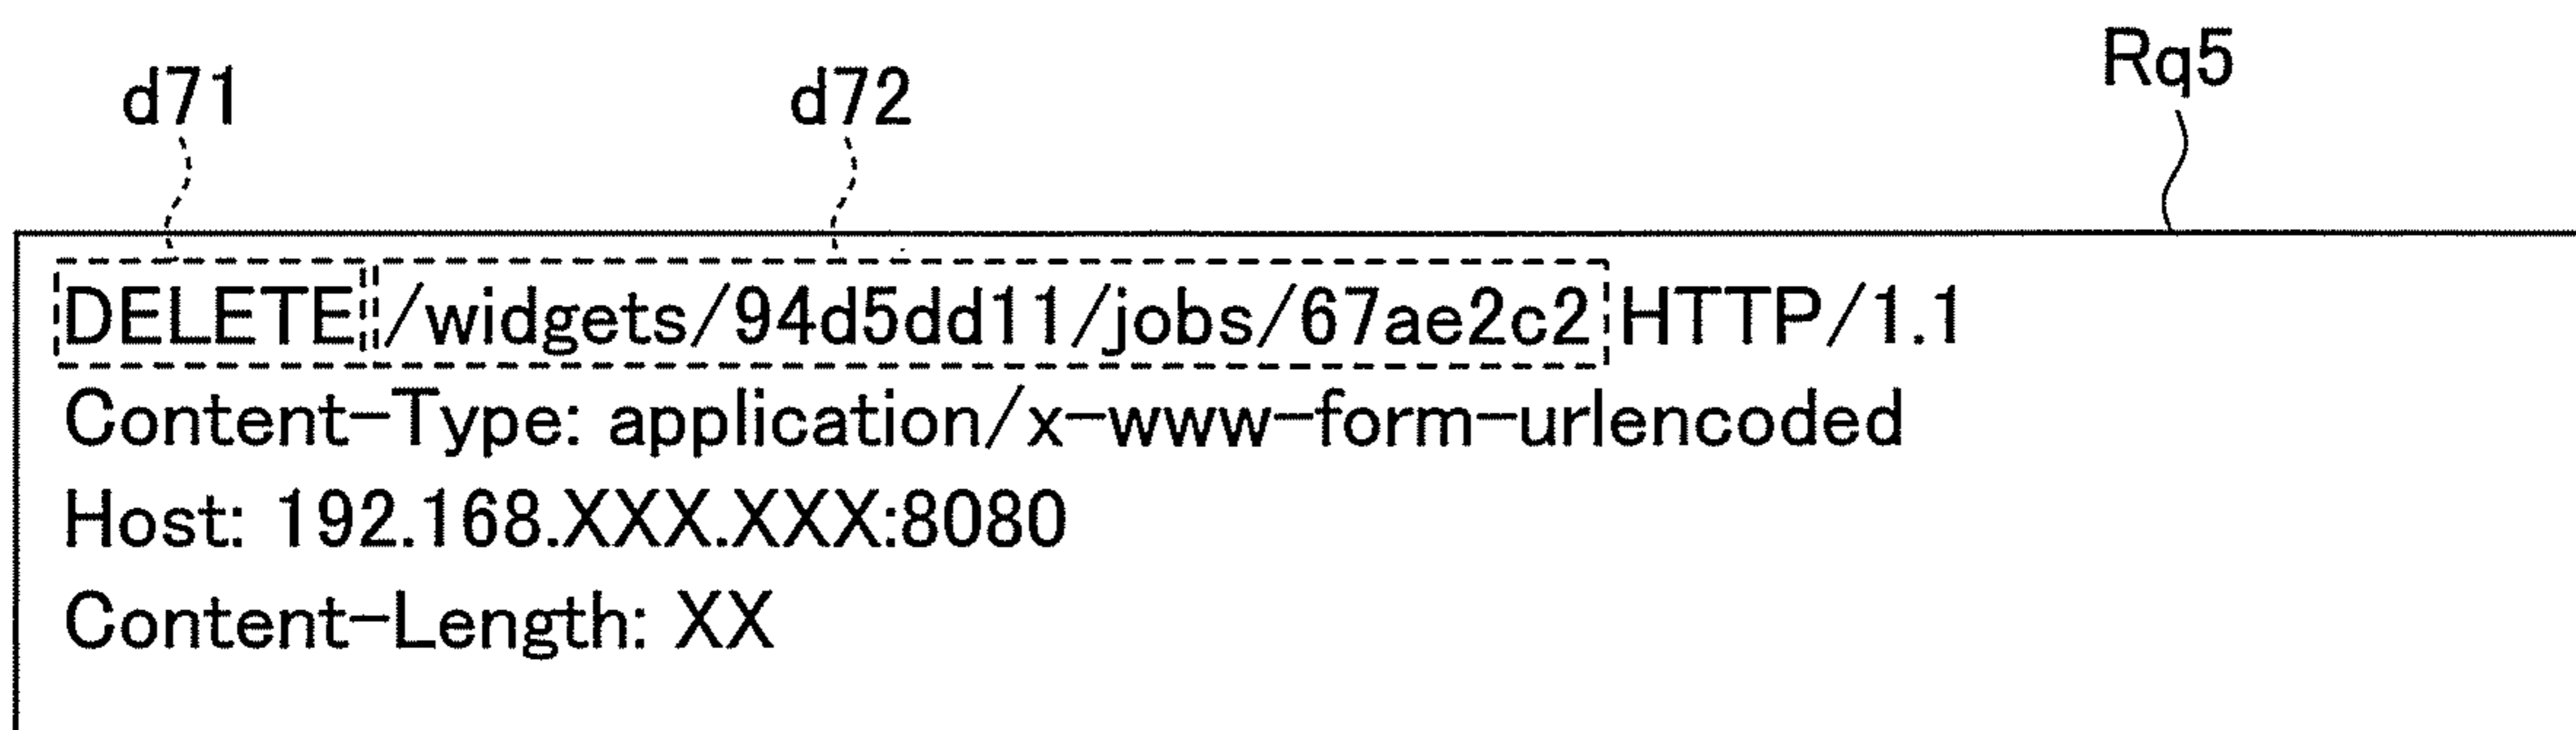 Rq5
d71 d72
DELETE /widgets/94d5dd11/jobs/67ae2c2 HTTP/1.1
Content-Type: application/x-www-form-urlencoded
Host: 192.168.XXX.XXX:8080
Content-Length: XX